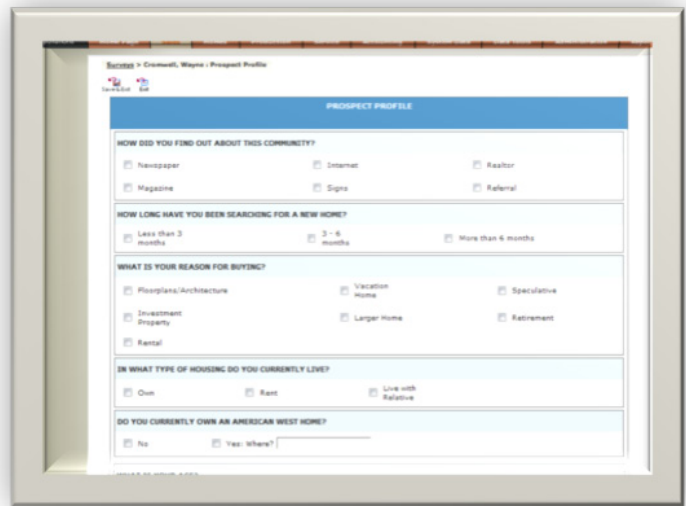 Surveys > Cromwell, Wayne : Prospect Profile
Save & Exit Exit
PROSPECT PROFILE
HOW DID YOU FIND OUT ABOUT THIS COMMUNITY?
Newspaper Internet Realtor
Magazine Signs Referral
HOW LONG HAVE YOU BEEN SEARCHING FOR A NEW HOME?
Less than 3 months 3 - 6 months More than 6 months
WHAT IS YOUR REASON FOR BUYING?
Floorplans/Architecture Vacation Home Speculative
Investment Property Larger Home Retirement
Rental
IN WHAT TYPE OF HOUSING DO YOU CURRENTLY LIVE?
Own Rent Live with Relative
DO YOU CURRENTLY OWN AN AMERICAN WEST HOME?
No Yes: Where?